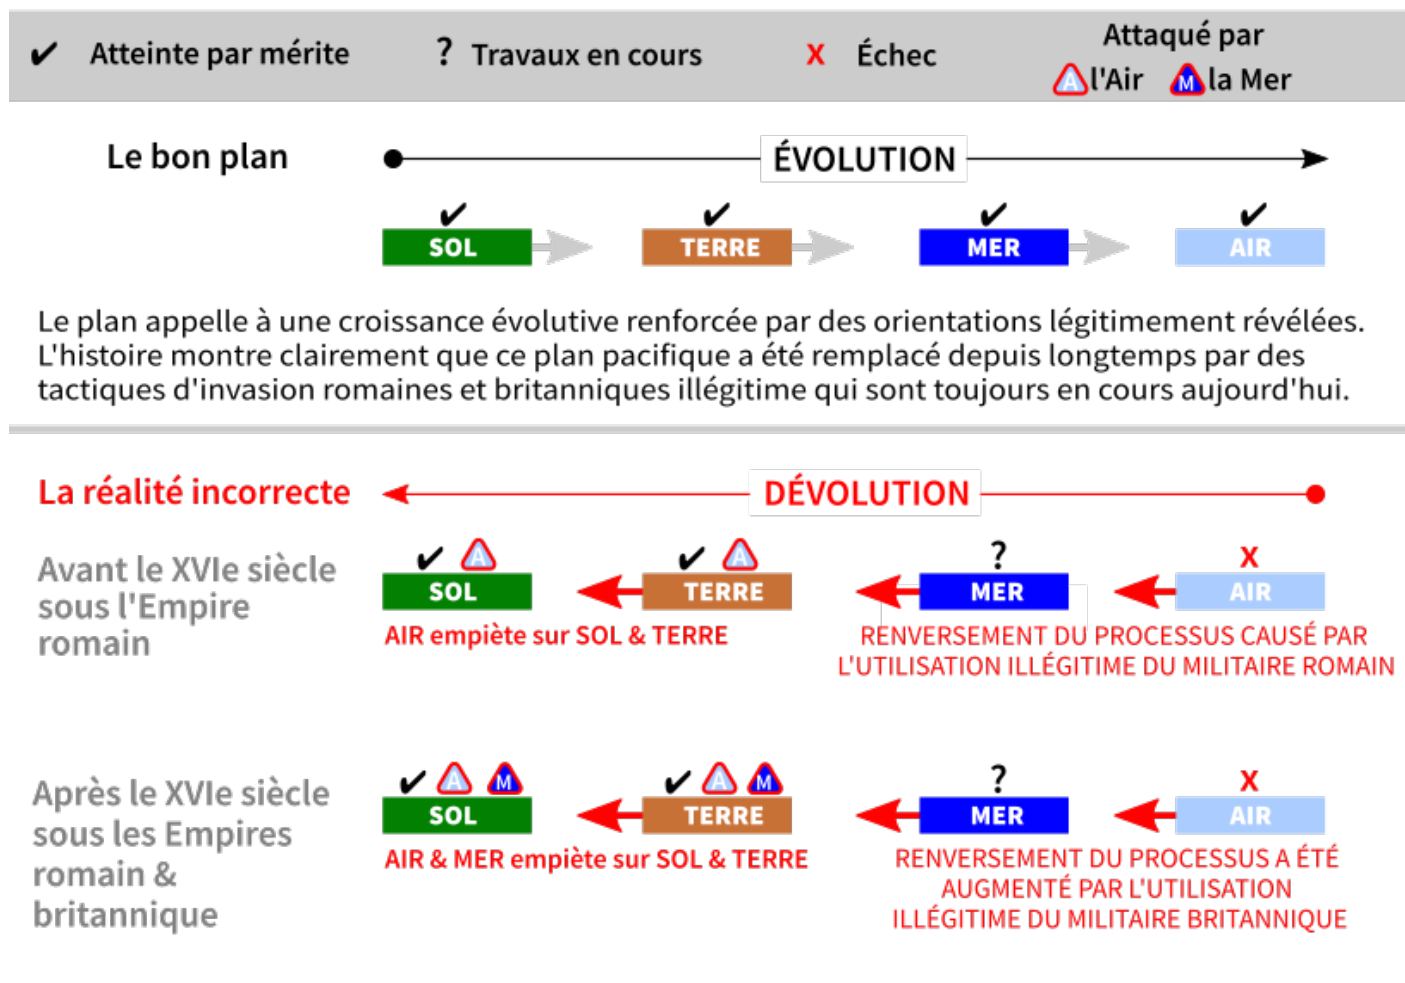 ✔ Atteinte par mérite ? Travaux en cours X Échec
Attaqué par
A l'Air M la Mer
Le bon plan
ÉVOLUTION
✔ ✔ ✔ ✔
SOL TERRE MER AIR
Le plan appelle à une croissance évolutive renforcée par des orientations légitimement révélées.
L'histoire montre clairement que ce plan pacifique a été remplacé depuis longtemps par des
tactiques d'invasion romaines et britanniques illégitime qui sont toujours en cours aujourd'hui.
La réalité incorrecte
DÉVOLUTION
Avant le XVIe siècle
sous l'Empire
romain
✔ A ✔ A ? X
SOL TERRE MER AIR
AIR empiète sur SOL & TERRE
RENVERSEMENT DU PROCESSUS CAUSÉ PAR
L'UTILISATION ILLÉGITIME DU MILITAIRE ROMAIN
Après le XVIe siècle
sous les Empires
romain &
britannique
✔ A M ✔ A M ? X
SOL TERRE MER AIR
AIR & MER empiète sur SOL & TERRE
RENVERSEMENT DU PROCESSUS A ÉTÉ
AUGMENTÉ PAR L'UTILISATION
ILLÉGITIME DU MILITAIRE BRITANNIQUE